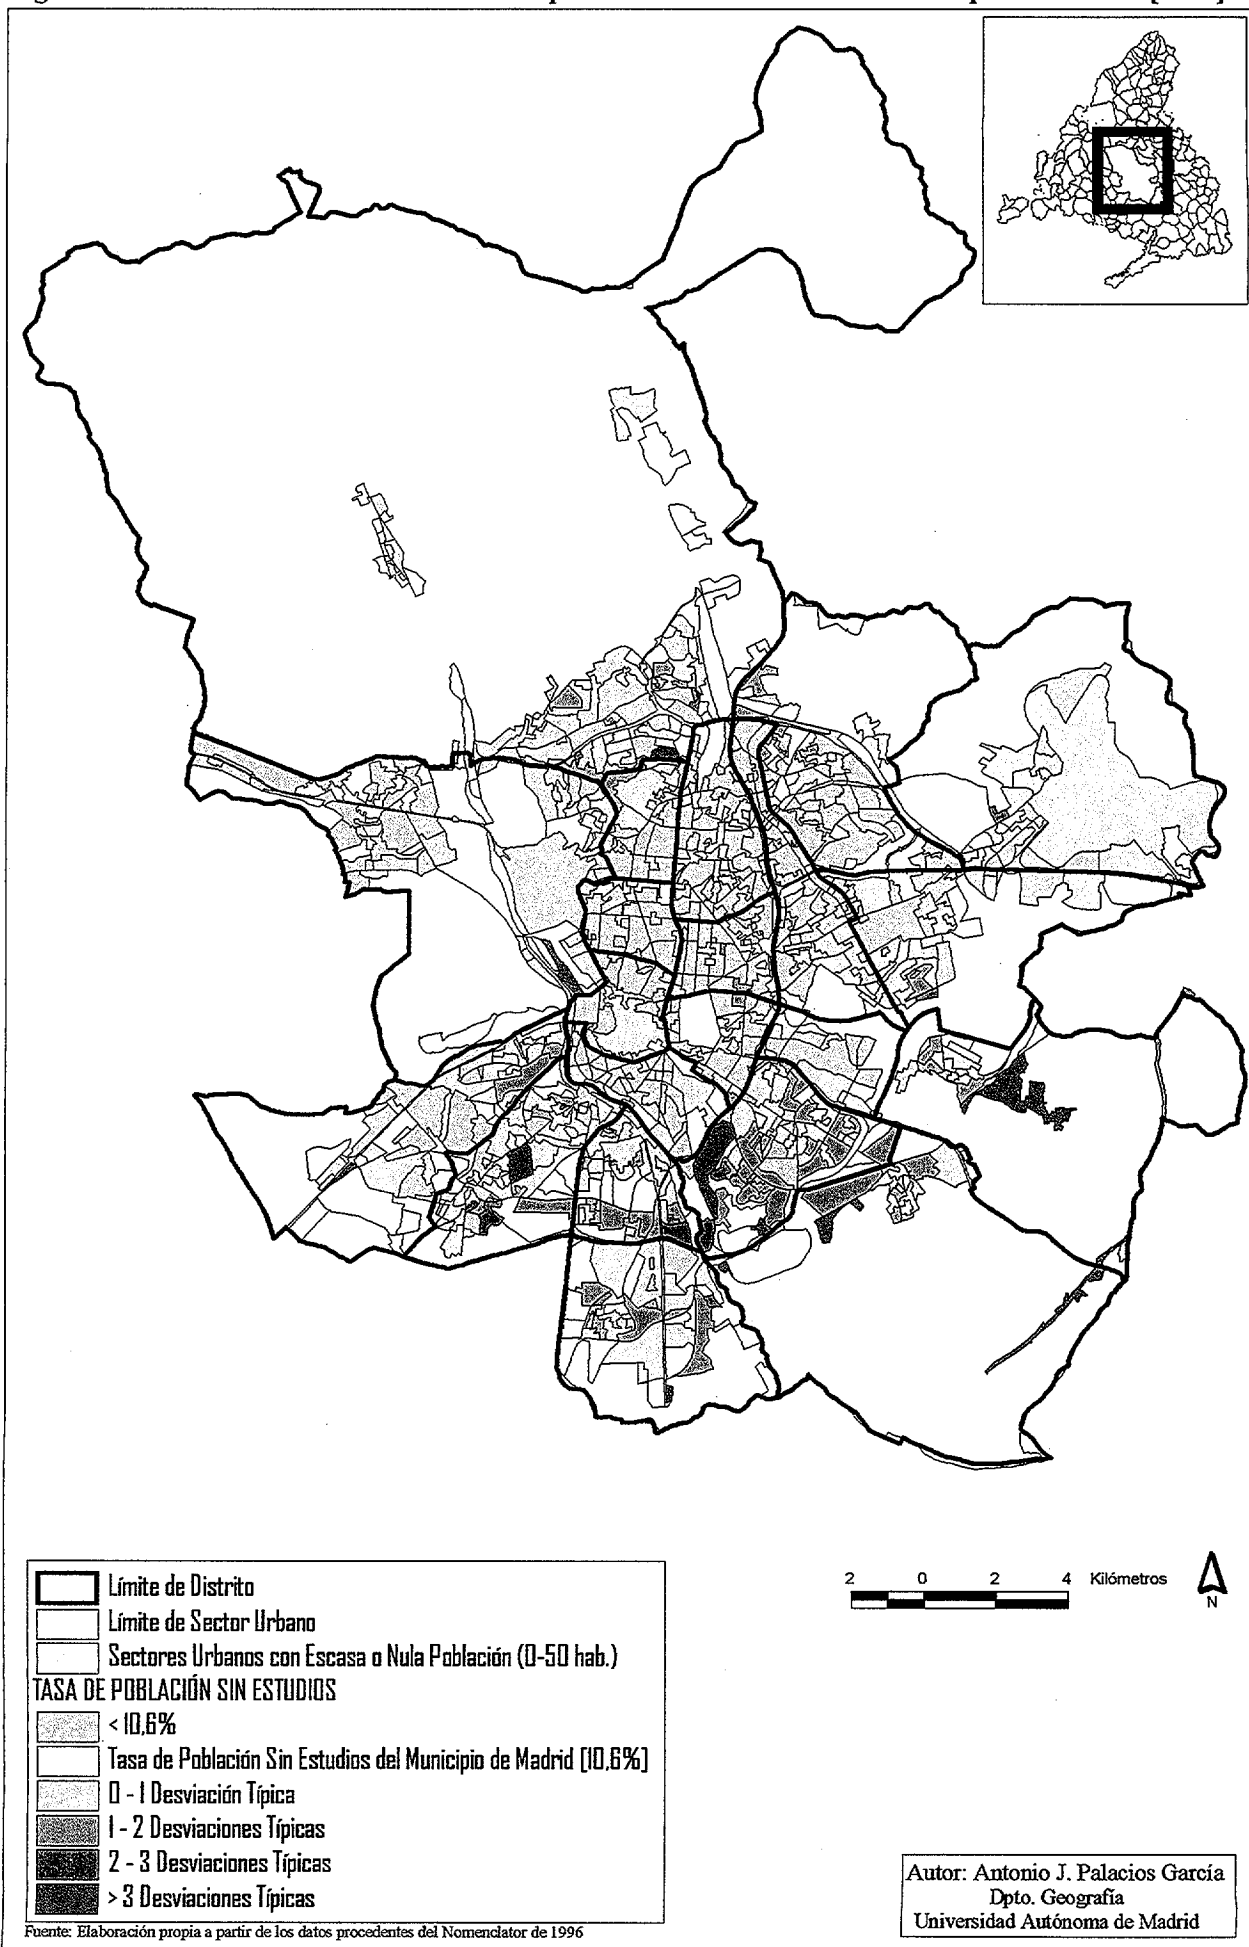 Límite de Distrito
Límite de Sector Urbano
Sectores Urbanos con Escasa o Nula Población (0-50 hab.)
TASA DE POBLACIÓN SIN ESTUDIOS
< 10,6%
Tasa de Población Sin Estudios del Municipio de Madrid [10,6%]
0 - 1 Desviación Típica
1 - 2 Desviaciones Típicas
2 - 3 Desviaciones Típicas
> 3 Desviaciones Típicas
Fuente: Elaboración propia a partir de los datos procedentes del Nomenclator de 1996
2 0 2 4 Kilómetros
N
Autor: Antonio J. Palacios García
Dpto. Geografía
Universidad Autónoma de Madrid